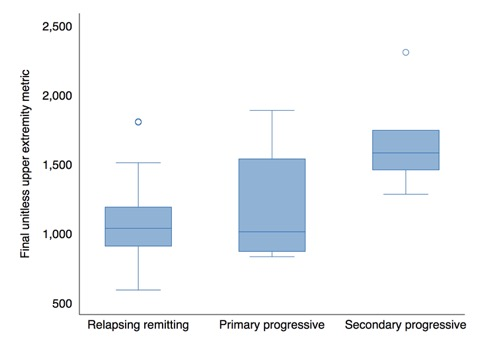 Final unitless upper extremity metric
2,500
2,000
1,500
1,000
500
Relapsing remitting
Primary progressive
Secondary progressive